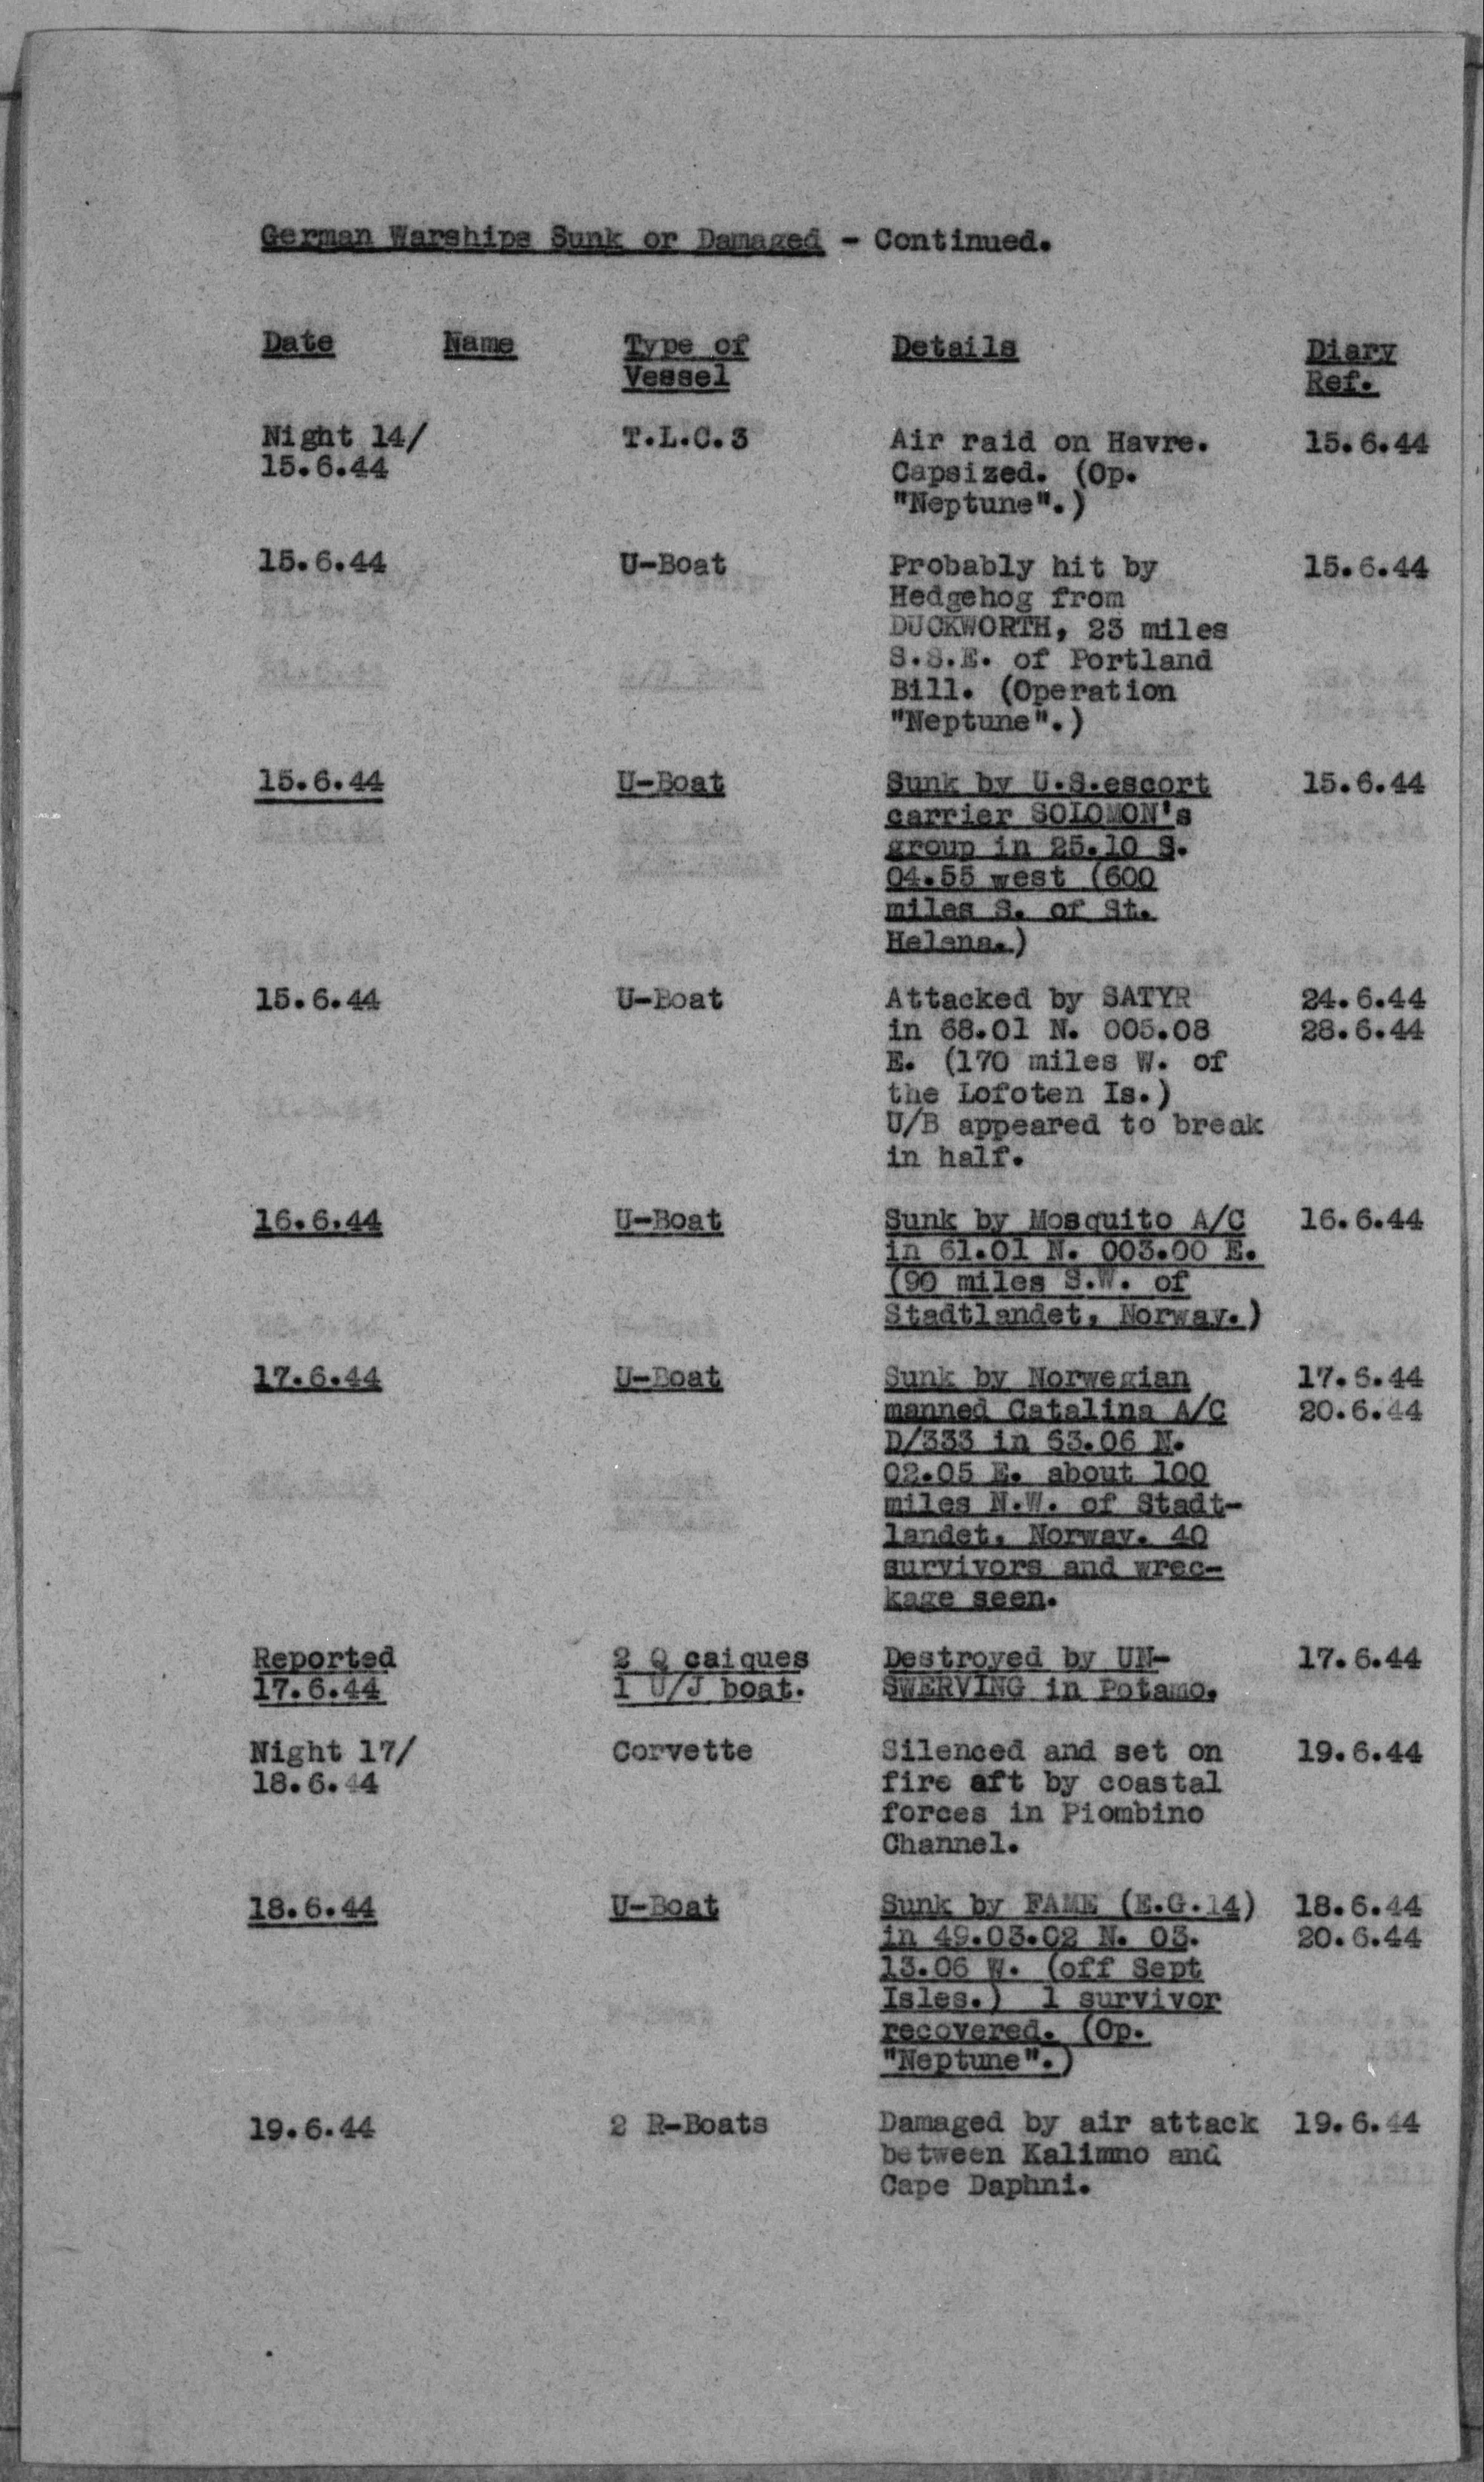 German Warships Sunk or Damaged - Continued.
Date Name Type of Details Diary
Vessel Ref.
Night 14/ T.L.C.3 Air raid on Havre. 15.6.44
15.6.44 Capsized. (Op.
"Neptune".)
15.6.44 U-Boat Probably hit by 15.6.44
Hedgehog from
DUCKWORTH, 23 miles
S.S.E. of Portland
Bill. (Operation
"Neptune".)
15.6.44 U-Boat Sunk by U.S.escort 15.6.44
carrier SOLOMON's
group in 25.10 S.
04.55 west (600
miles S. of St.
Helena.)
15.6.44 U-Boat Attacked by SATYR 24.6.44
in 68.01 N. 005.08 28.6.44
E. (170 miles W. of
the Lofoten Is.)
U/B appeared to break
in half.
16.6.44 U-Boat Sunk by Mosquito A/C 16.6.44
in 61.01 N. 003.00 E.
(90 miles S.W. of
Stadtlandet, Norway.)
17.6.44 U-Boat Sunk by Norwegian 17.6.44
manned Catalina A/C 20.6.44
D/333 in 63.06 N.
02.05 E. about 100
miles N.W. of Stadt-
landet, Norway. 40
survivors and wrec-
kage seen.
Reported 2 Q caiques Destroyed by UN- 17.6.44
17.6.44 1 U/J boat. SWERVING in Potamo.
Night 17/ Corvette Silenced and set on 19.6.44
18.6.44 fire aft by coastal
forces in Piombino
Channel.
18.6.44 U-Boat Sunk by FAME (E.G.14) 18.6.44
in 49.03.02 N. 03. 20.6.44
13.06 W. (off Sept
Isles.) 1 survivor
recovered. (Op.
"Neptune".)
19.6.44 2 R-Boats Damaged by air attack 19.6.44
between Kalimno and
Cape Daphni.